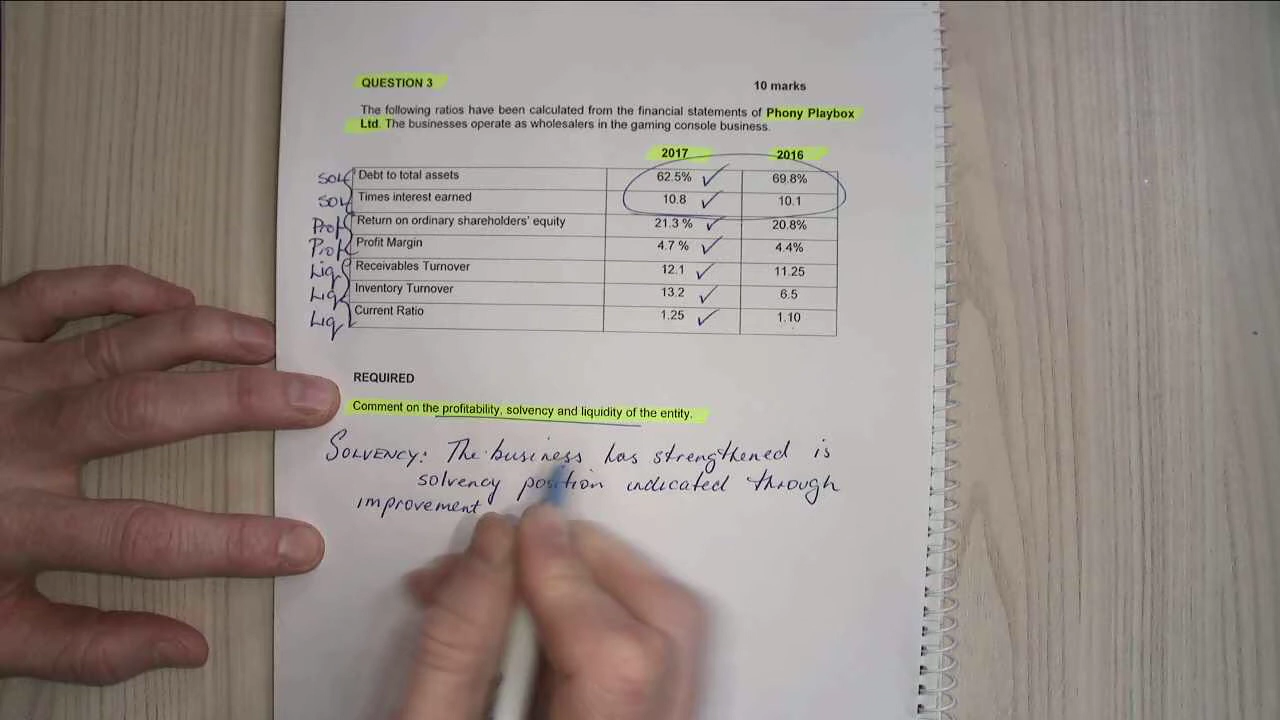 QUESTION 3 10 marks
The following ratios have been calculated from the financial statements of Phony Playbox
Ltd. The businesses operate as wholesalers in the gaming console business.
2017 2016
Solv Debt to total assets 62.5% ✓ 69.8%
Solv Times interest earned 10.8 ✓ 10.1
Prof Return on ordinary shareholders' equity 21.3 % ✓ 20.8%
Prof Profit Margin 4.7 % ✓ 4.4%
Liq Receivables Turnover 12.1 ✓ 11.25
Liq Inventory Turnover 13.2 ✓ 6.5
Liq Current Ratio 1.25 ✓ 1.10
REQUIRED
Comment on the profitability, solvency and liquidity of the entity.
SOLVENCY: The business has strengthened is
solvency position indicated through
improvement